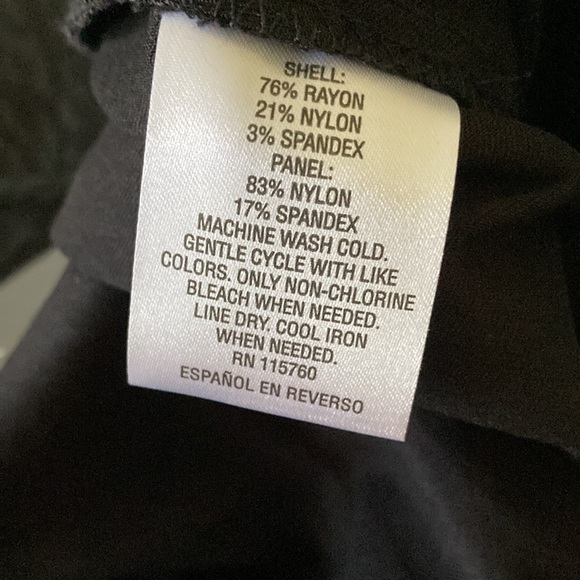 SHELL:
76% RAYON
21% NYLON
3% SPANDEX
PANEL:
83% NYLON
17% SPANDEX
MACHINE WASH COLD.
GENTLE CYCLE WITH LIKE
COLORS. ONLY NON-CHLORINE
BLEACH WHEN NEEDED.
LINE DRY, COOL IRON
WHEN NEEDED.
RN 115760
ESPAÑOL EN REVERSO